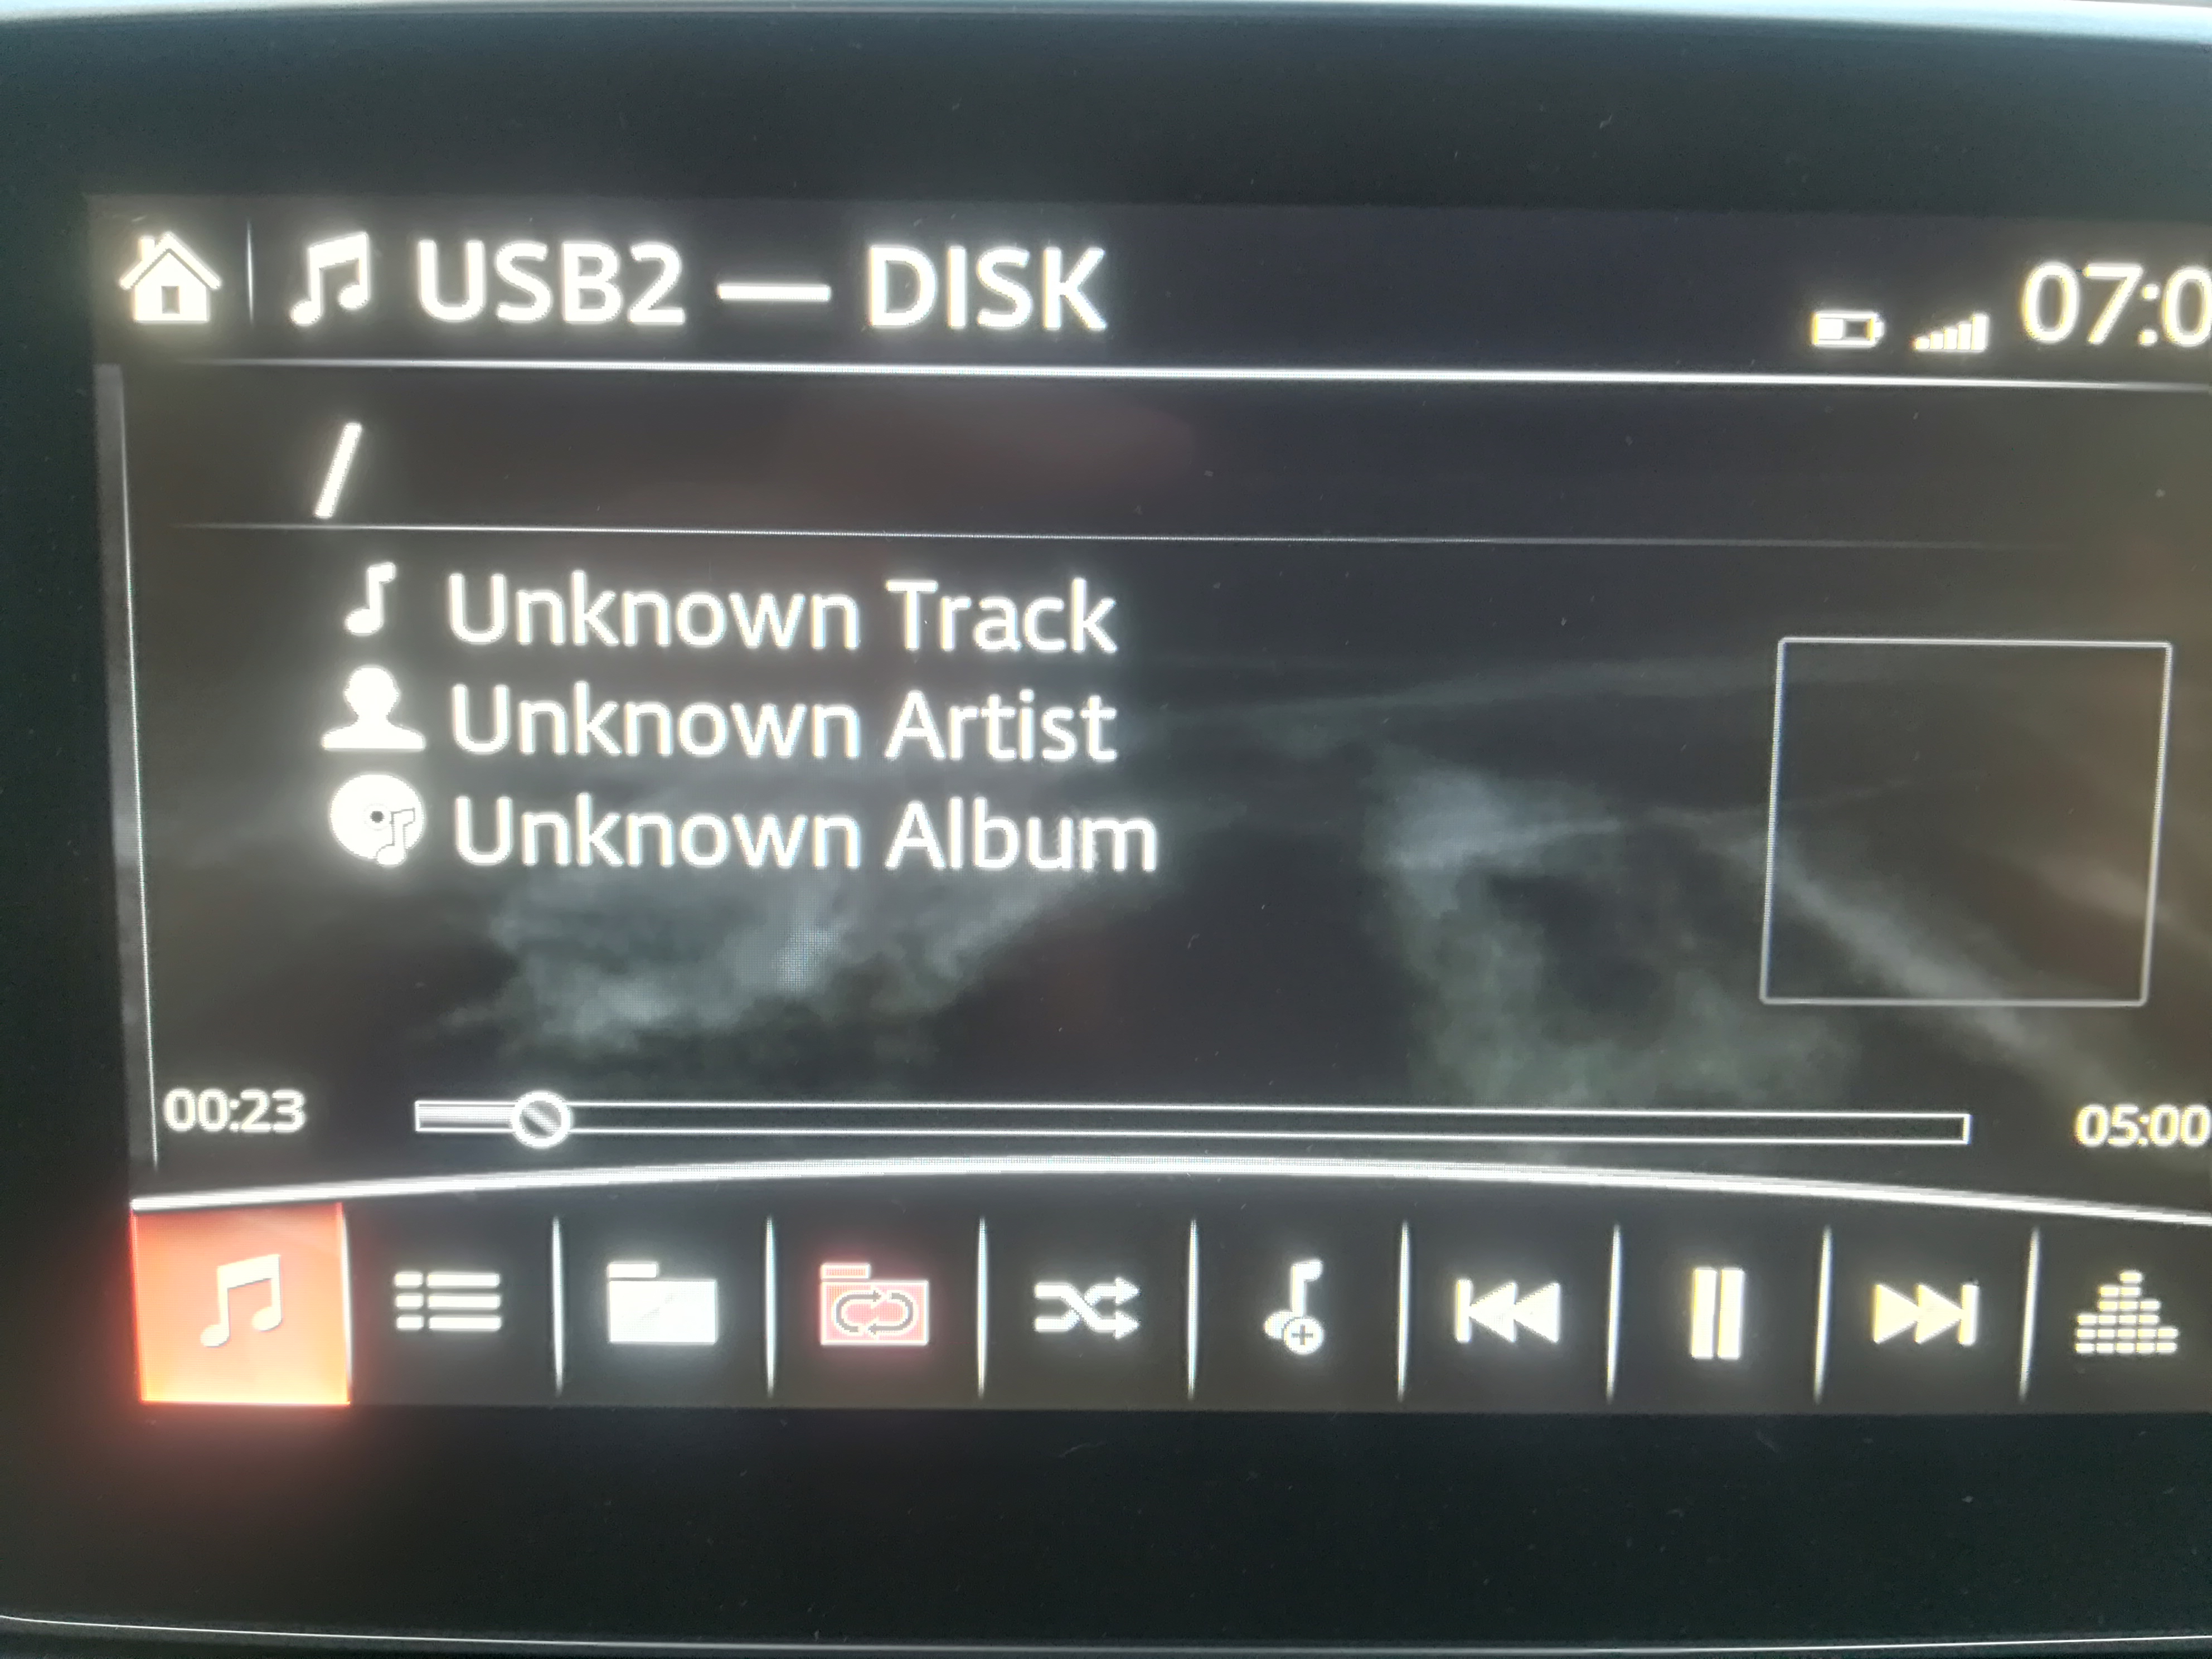 USB2 — DISK
07:0
/
Unknown Track
Unknown Artist
Unknown Album
00:23
05:00